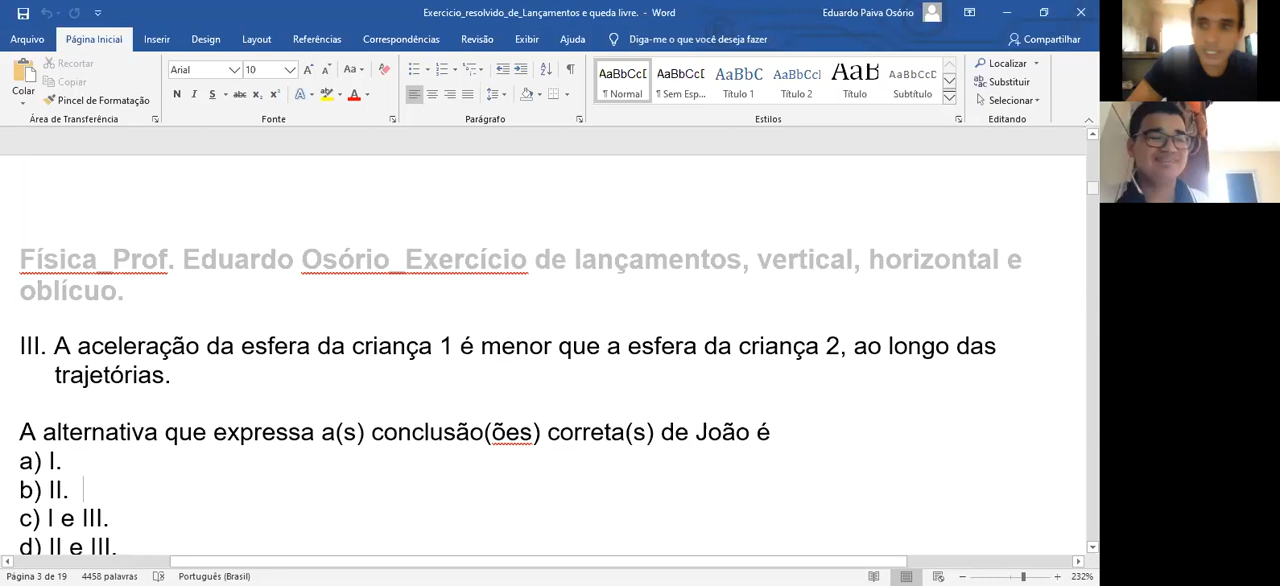 Exercicio_resolvido_de_Lançamentos e queda livre. - Word
Eduardo Paiva Osório
Arquivo Página Inicial Inserir Design Layout Referências Correspondências Revisão Exibir Ajuda Diga-me o que você deseja fazer Compartilhar
Colar
Recortar
Copiar
Pincel de Formatação
Área de Transferência
Arial 10
N I S abc x₂ x²
Fonte
Parágrafo
AaBbCcD AaBbCcD AaBbC AaBbCcI AaB AaBbCcD
¶ Normal ¶ Sem Esp... Título 1 Título 2 Título Subtítulo
Estilos
Localizar
Substituir
Selecionar
Editando
Física_Prof. Eduardo Osório_Exercício de lançamentos, vertical, horizontal e
oblícuo.
III. A aceleração da esfera da criança 1 é menor que a esfera da criança 2, ao longo das
trajetórias.
A alternativa que expressa a(s) conclusão(ões) correta(s) de João é
a) I.
b) II.
c) I e III.
d) II e III.
Página 3 de 19 4458 palavras Português (Brasil) 232%